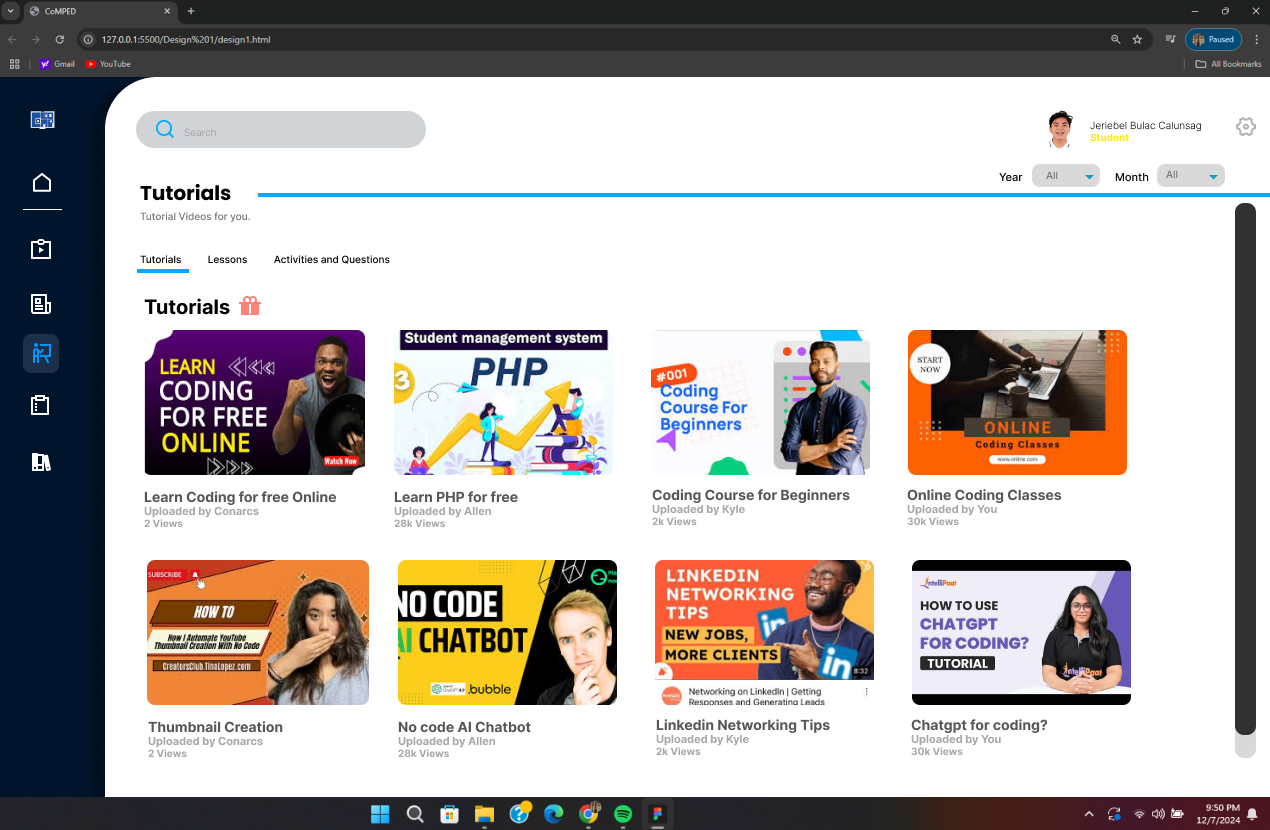 CoMPED
127.0.0.1:5500/Design%201/design1.html
Paused
Gmail
YouTube
All Bookmarks
Search
Jeriebel Bulac Calunsag
Student
Year
All
Month
All
Tutorials
Tutorial Videos for you.
Tutorials
Lessons
Activities and Questions
Tutorials
LEARN
CODING
FOR FREE
ONLINE
Watch Now
Student management system
PHP
3
#001
Coding
Course For
Beginners
START
NOW
ONLINE
Coding Classes
www.online.com
Learn Coding for free Online
Uploaded by Conarcs
2 Views
Learn PHP for free
Uploaded by Allen
28k Views
Coding Course for Beginners
Uploaded by Kyle
2k Views
Online Coding Classes
Uploaded by You
30k Views
SUBSCRIBE
HOW TO
How I Automate YouTube
Thumbnail Creation With No Code
CreatorsClub.TinaLopez.com
NO CODE
AI CHATBOT
.bubble
LINKEDIN
NETWORKING
TIPS
NEW JOBS,
MORE CLIENTS
in
in
8:32
Networking on LinkedIn | Getting
Responses and Generating Leads
IntelliPaat
HOW TO USE
CHATGPT
FOR CODING?
TUTORIAL
IntelliPaat
Thumbnail Creation
Uploaded by Conarcs
2 Views
No code AI Chatbot
Uploaded by Allen
28k Views
Linkedin Networking Tips
Uploaded by Kyle
2k Views
Chatgpt for coding?
Uploaded by You
30k Views
9:50 PM
12/7/2024